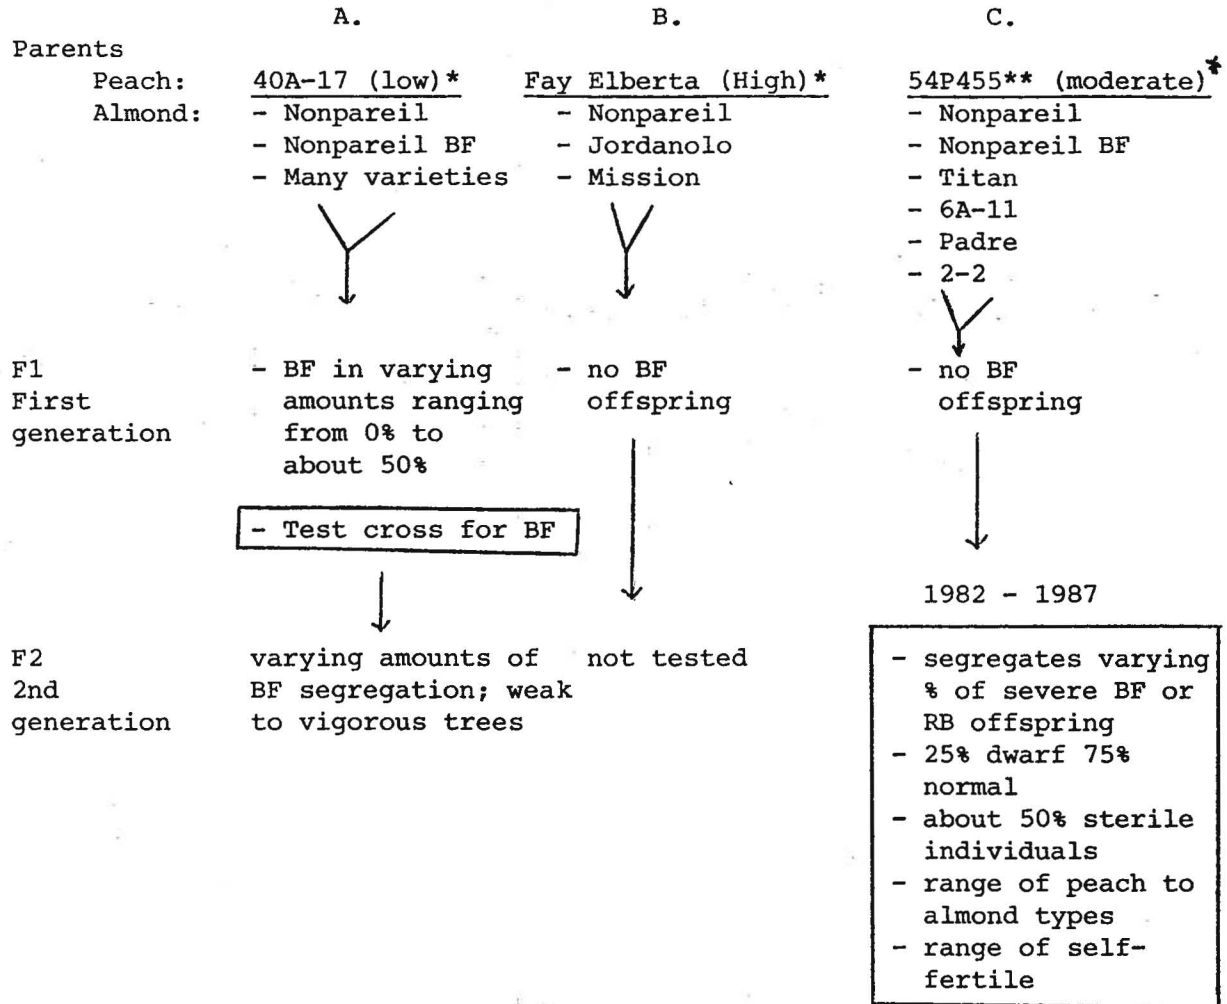 A. B. C.
Parents
Peach: 40A-17 (low)* Fay Elberta (High)* 54P455** (moderate)*
Almond: - Nonpareil - Nonpareil - Nonpareil
- Nonpareil BF - Jordanolo - Nonpareil BF
- Many varieties - Mission - Titan
- 6A-11
- Padre
- 2-2
F1 - BF in varying - no BF - no BF
First amounts ranging offspring offspring
generation from 0% to
about 50%
- Test cross for BF
1982 - 1987
F2 varying amounts of not tested - segregates varying
2nd BF segregation; weak % of severe BF or
generation to vigorous trees RB offspring
- 25% dwarf 75%
normal
- about 50% sterile
individuals
- range of peach to
almond types
- range of self-
fertile